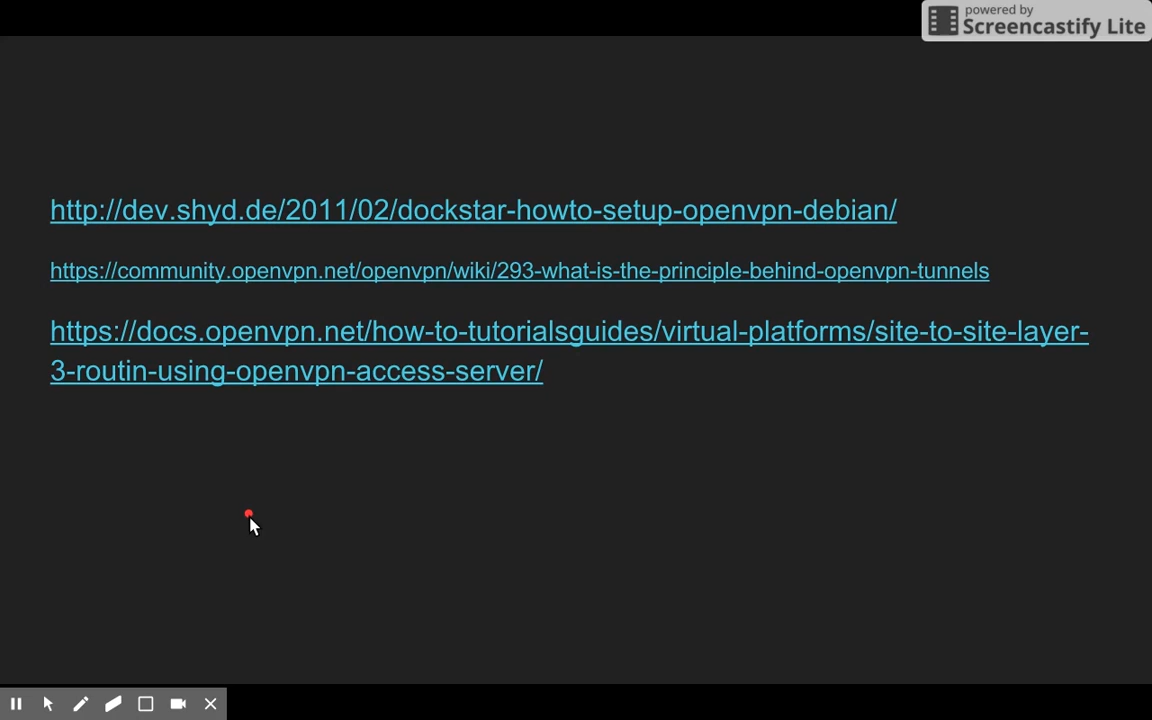 powered by
Screencastify Lite
http://dev.shyd.de/2011/02/dockstar-howto-setup-openvpn-debian/
https://community.openvpn.net/openvpn/wiki/293-what-is-the-principle-behind-openvpn-tunnels
https://docs.openvpn.net/how-to-tutorialsguides/virtual-platforms/site-to-site-layer-
3-routin-using-openvpn-access-server/